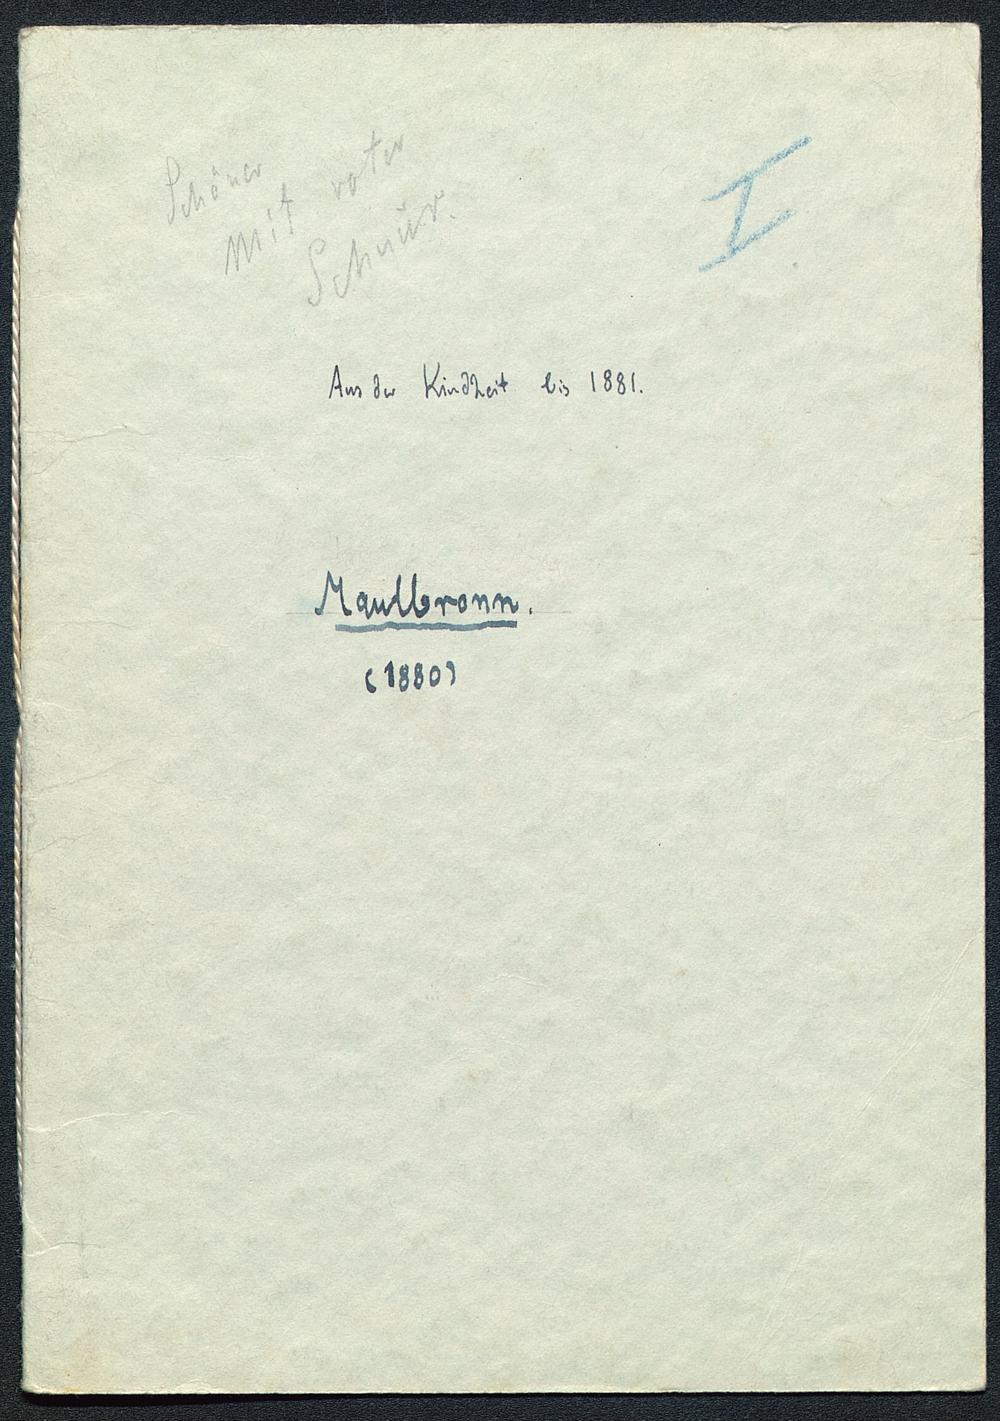 Schöner
mit roter
Schnur.
I
Aus der Kindheit bis 1881.
Maulbronn.
(1880)